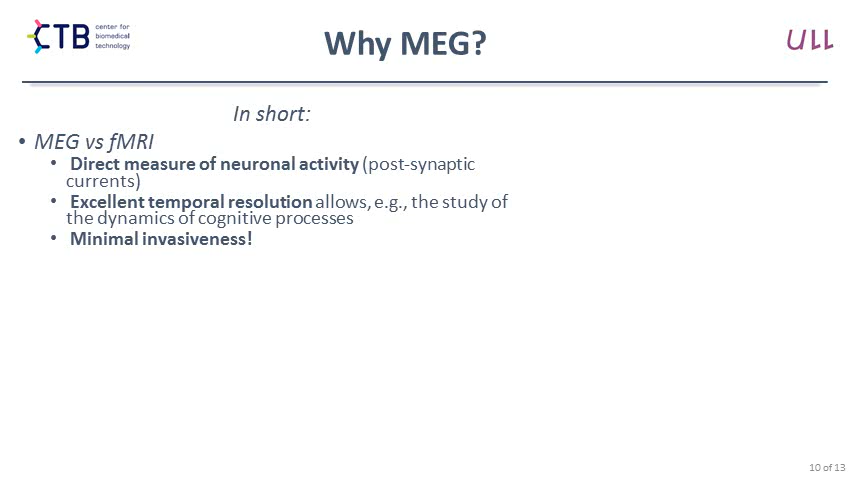 CTB
center for
biomedical
technology
Why MEG?
ULL
In short:
• MEG vs fMRI
• Direct measure of neuronal activity (post-synaptic
currents)
• Excellent temporal resolution allows, e.g., the study of
the dynamics of cognitive processes
• Minimal invasiveness!
10 of 13